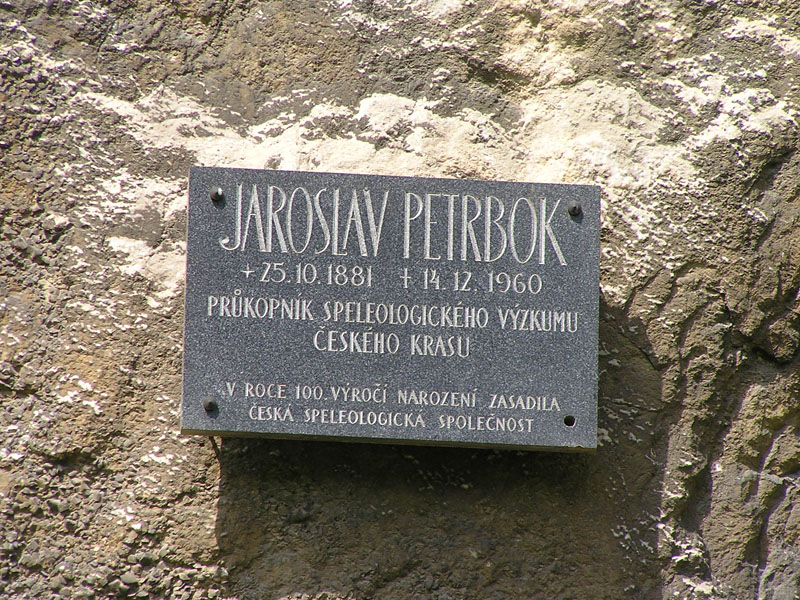 JAROSLAV PETRBOK
+25.10.1881 †14.12.1960
PRŮKOPNÍK SPELEOLOGICKÉHO VÝZKUMU
ČESKÉHO KRASU
V ROCE 100. VÝROČÍ NAROZENÍ ZASADILA
ČESKÁ SPELEOLOGICKÁ SPOLEČNOST